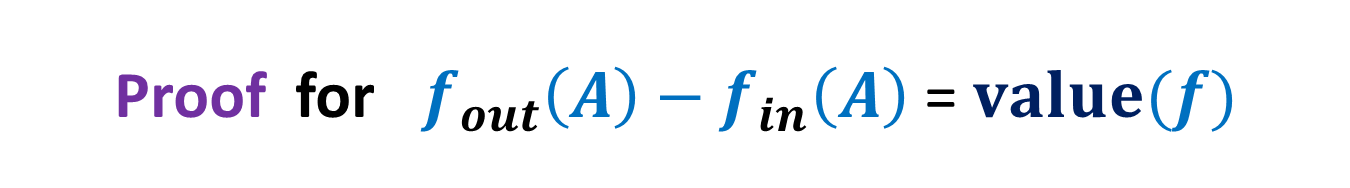 Proof for f_out(A) − f_in(A) = value(f)